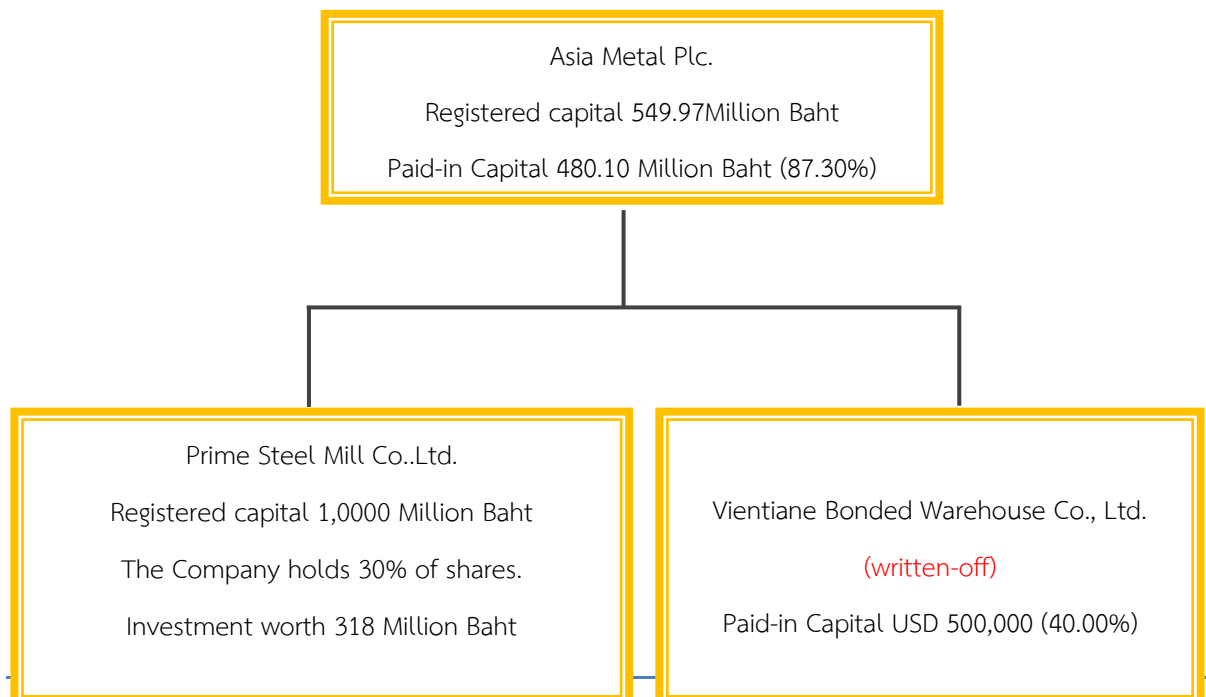 Asia Metal Plc.
Registered capital 549.97Million Baht
Paid-in Capital 480.10 Million Baht (87.30%)
Prime Steel Mill Co..Ltd.
Registered capital 1,0000 Million Baht
The Company holds 30% of shares.
Investment worth 318 Million Baht
Vientiane Bonded Warehouse Co., Ltd.
(written-off)
Paid-in Capital USD 500,000 (40.00%)